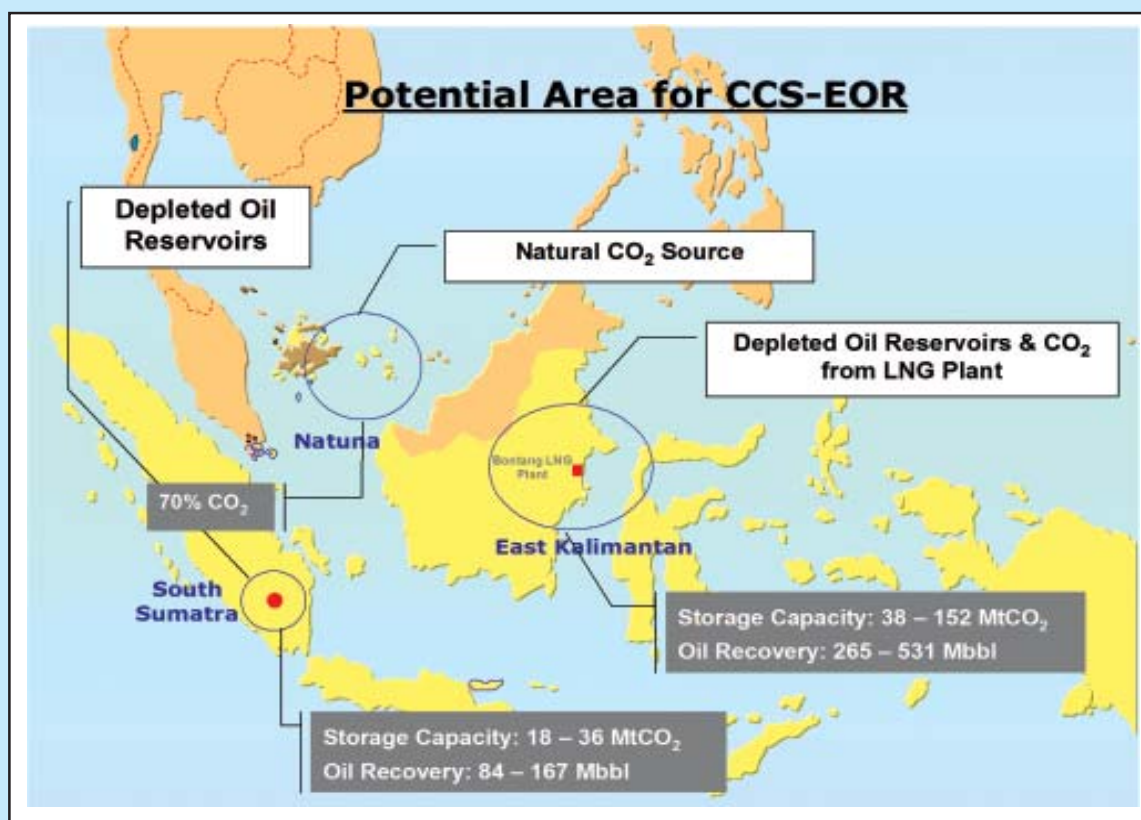 Potential Area for CCS-EOR
Depleted Oil
Reservoirs
Natural CO₂ Source
Depleted Oil Reservoirs & CO₂
from LNG Plant
Natuna
Bontang LNG
Plant
70% CO₂
East Kalimantan
South
Sumatra
Storage Capacity: 38 – 152 MtCO₂
Oil Recovery: 265 – 531 Mbbl
Storage Capacity: 18 – 36 MtCO₂
Oil Recovery: 84 – 167 Mbbl